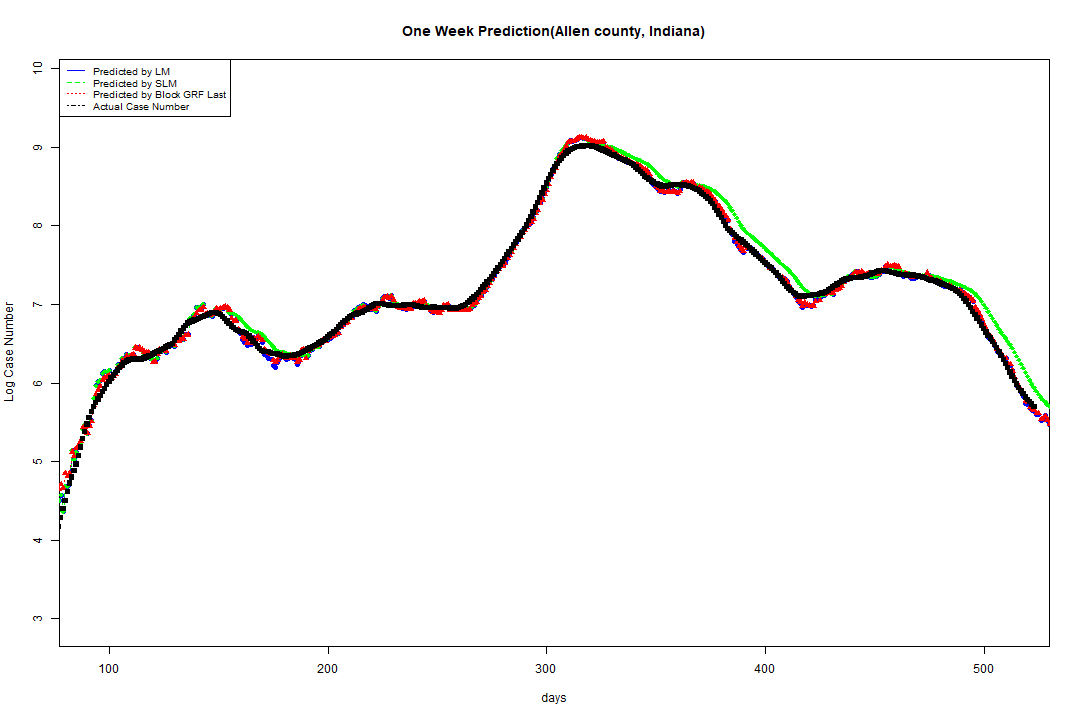 One Week Prediction(Allen county, Indiana)
Predicted by LM
Predicted by SLM
Predicted by Block GRF Last
Actual Case Number
10
9
8
7
6
5
4
3
Log Case Number
100 200 300 400 500
days